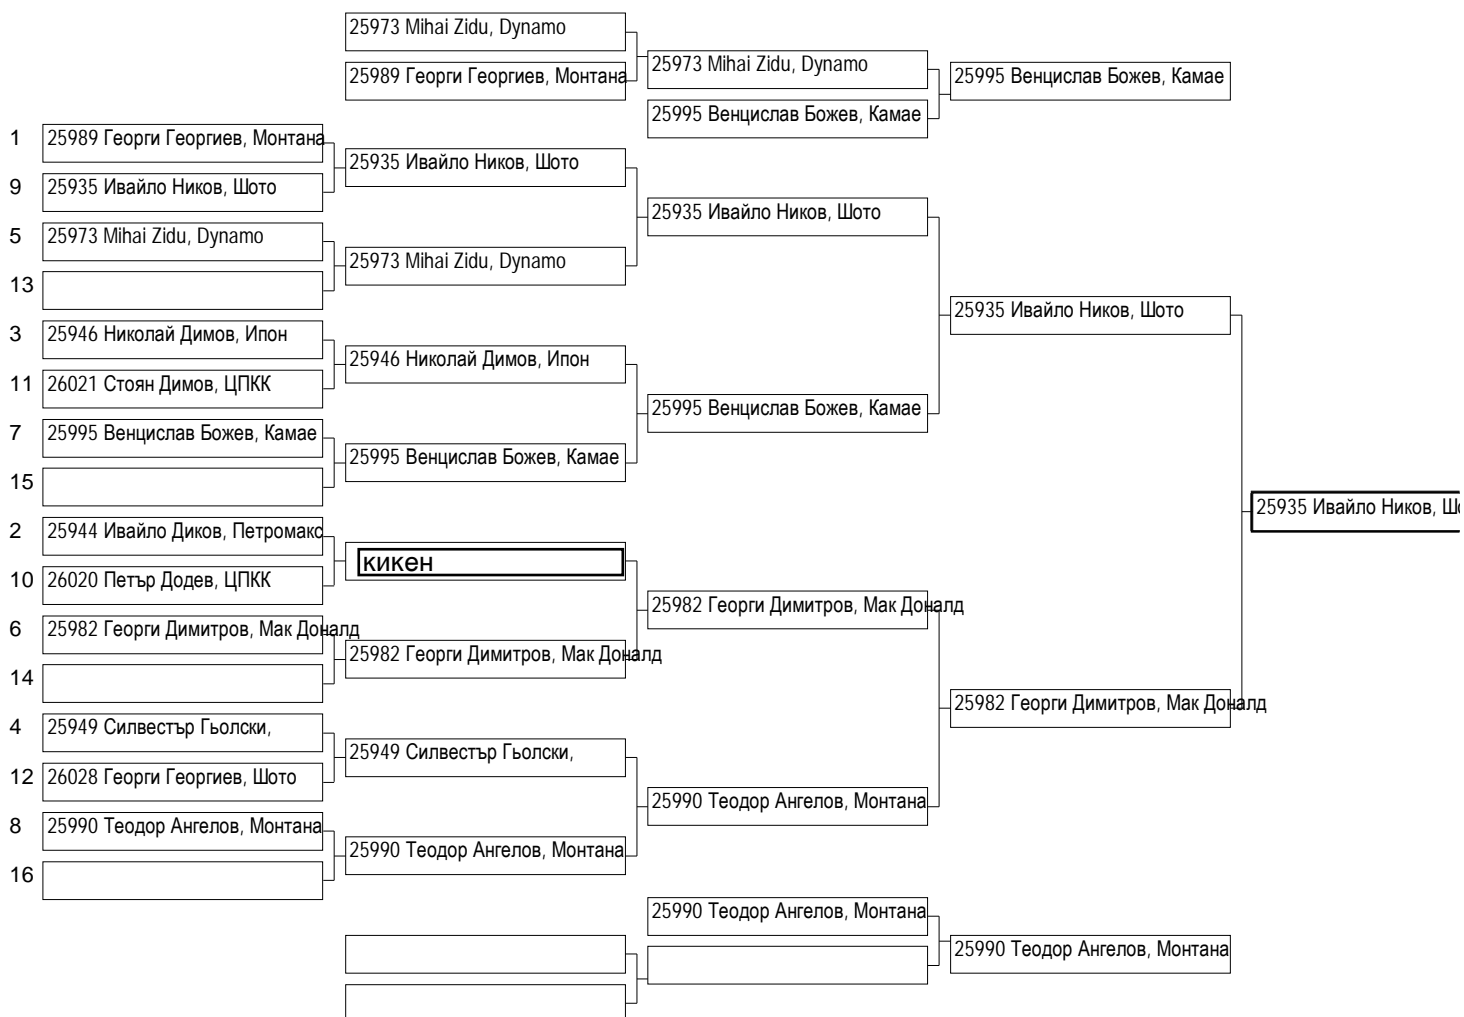 25973 Mihai Zidu, Dynamo
25989 Георги Георгиев, Монтана
25973 Mihai Zidu, Dynamo
25995 Венцислав Божев, Камае
25995 Венцислав Божев, Камае
1 25989 Георги Георгиев, Монтана
9 25935 Ивайло Ников, Шото
5 25973 Mihai Zidu, Dynamo
13
3 25946 Николай Димов, Ипон
11 26021 Стоян Димов, ЦПКК
7 25995 Венцислав Божев, Камае
15
2 25944 Ивайло Диков, Петромакс
10 26020 Петър Додев, ЦПКК
6 25982 Георги Димитров, Мак Доналд
14
4 25949 Силвестър Гьолски,
12 26028 Георги Георгиев, Шото
8 25990 Теодор Ангелов, Монтана
16
25935 Ивайло Ников, Шото
25973 Mihai Zidu, Dynamo
25946 Николай Димов, Ипон
25995 Венцислав Божев, Камае
кикен
25982 Георги Димитров, Мак Доналд
25949 Силвестър Гьолски,
25990 Теодор Ангелов, Монтана
25935 Ивайло Ников, Шото
25995 Венцислав Божев, Камае
25982 Георги Димитров, Мак Доналд
25990 Теодор Ангелов, Монтана
25935 Ивайло Ников, Шото
25982 Георги Димитров, Мак Доналд
25935 Ивайло Ников, Шо
25990 Теодор Ангелов, Монтана
25990 Теодор Ангелов, Монтана